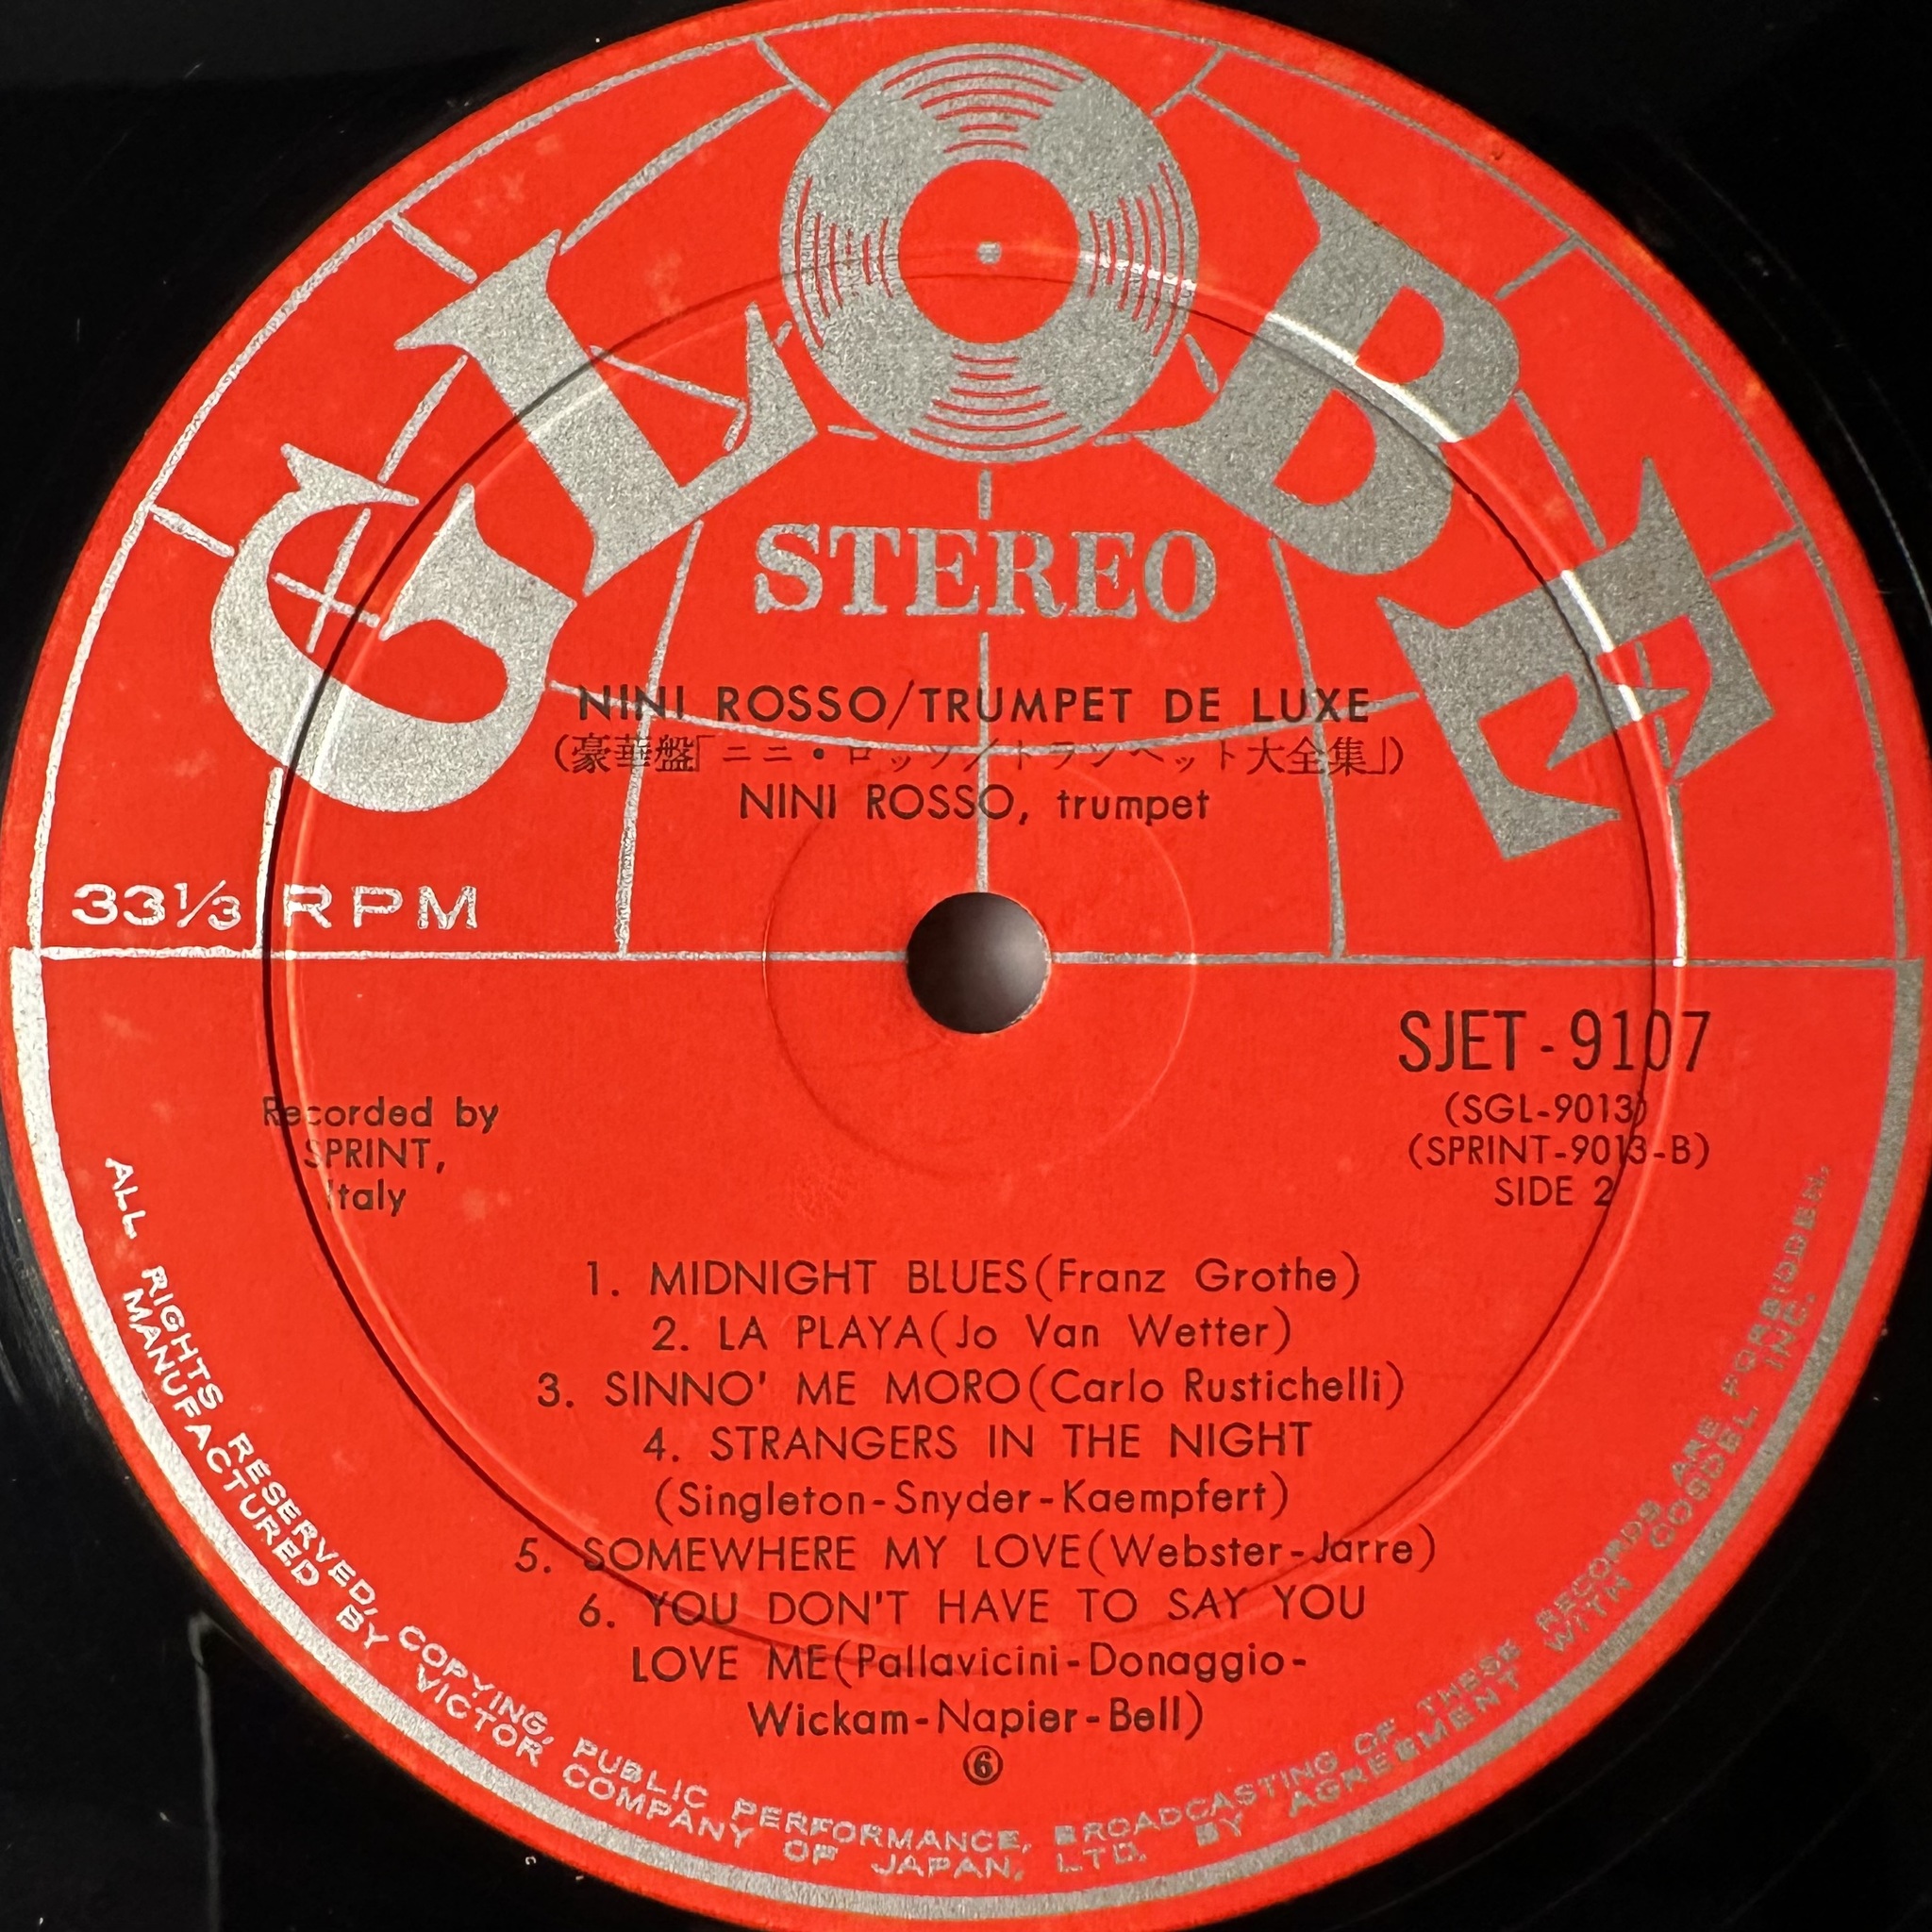 GLOBE
STEREO
NINI ROSSO/TRUMPET DE LUXE
(豪華盤「ニニ・ロッソ/トランペット大全集」)
NINI ROSSO, trumpet
33⅓ RPM
SJET-9107
(SGL-9013)
(SPRINT-9013-B)
SIDE 2
Recorded by
SPRINT,
Italy
1. MIDNIGHT BLUES(Franz Grothe)
2. LA PLAYA(Jo Van Wetter)
3. SINNO' ME MORO(Carlo Rustichelli)
4. STRANGERS IN THE NIGHT
(Singleton-Snyder-Kaempfert)
5. SOMEWHERE MY LOVE(Webster-Jarre)
6. YOU DON'T HAVE TO SAY YOU
LOVE ME(Pallavicini-Donaggio-
Wickam-Napier-Bell)
⑥
ALL RIGHTS RESERVED, COPYING, PUBLIC PERFORMANCE, BROADCASTING OF THESE RECORDS ARE FORBIDDEN.
MANUFACTURED BY VICTOR COMPANY OF JAPAN, LTD. BY AGREEMENT WITH COSDEL INC.